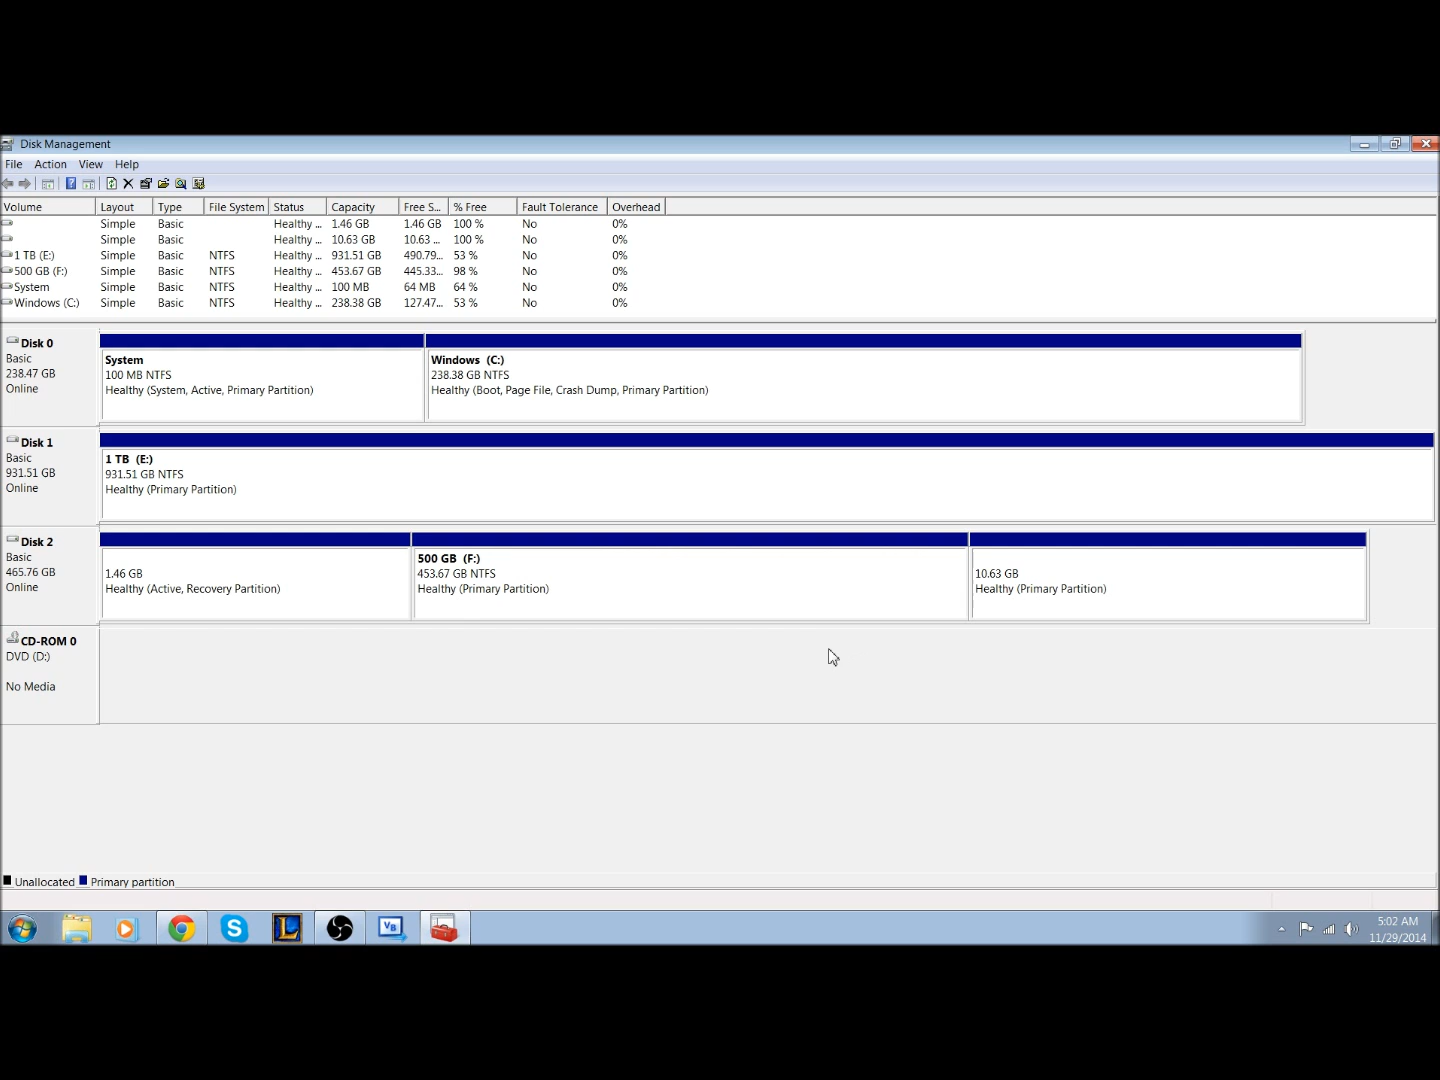 Disk Management
File Action View Help
Volume Layout Type File System Status Capacity Free S... % Free Fault Tolerance Overhead
Simple Basic Healthy ... 1.46 GB 1.46 GB 100 % No 0%
Simple Basic Healthy ... 10.63 GB 10.63 ... 100 % No 0%
1 TB (E:) Simple Basic NTFS Healthy ... 931.51 GB 490.79... 53 % No 0%
500 GB (F:) Simple Basic NTFS Healthy ... 453.67 GB 445.33... 98 % No 0%
System Simple Basic NTFS Healthy ... 100 MB 64 MB 64 % No 0%
Windows (C:) Simple Basic NTFS Healthy ... 238.38 GB 127.47... 53 % No 0%
Disk 0
Basic
238.47 GB
Online
System
100 MB NTFS
Healthy (System, Active, Primary Partition)
Windows (C:)
238.38 GB NTFS
Healthy (Boot, Page File, Crash Dump, Primary Partition)
Disk 1
Basic
931.51 GB
Online
1 TB (E:)
931.51 GB NTFS
Healthy (Primary Partition)
Disk 2
Basic
465.76 GB
Online
1.46 GB
Healthy (Active, Recovery Partition)
500 GB (F:)
453.67 GB NTFS
Healthy (Primary Partition)
10.63 GB
Healthy (Primary Partition)
CD-ROM 0
DVD (D:)
No Media
Unallocated Primary partition
S
L
VB
5:02 AM
11/29/2014